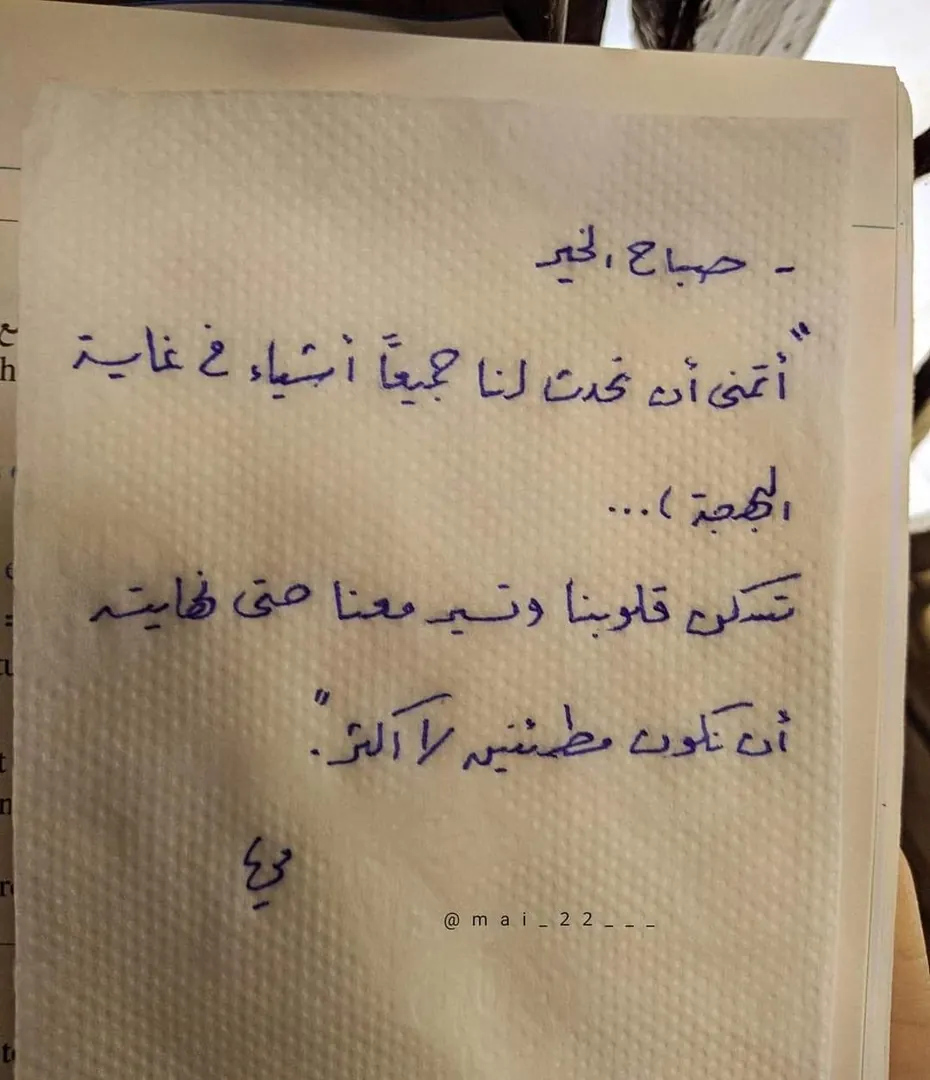 - صباح الخير
"أتمنى أن تحدث لنا جميعاً أشياء في غاية
البهجة )...
تسكن قلوبنا وتسير معنا حتى نهايته
أن نكون مطمئنين لا أكثر."
مي
@mai_22___